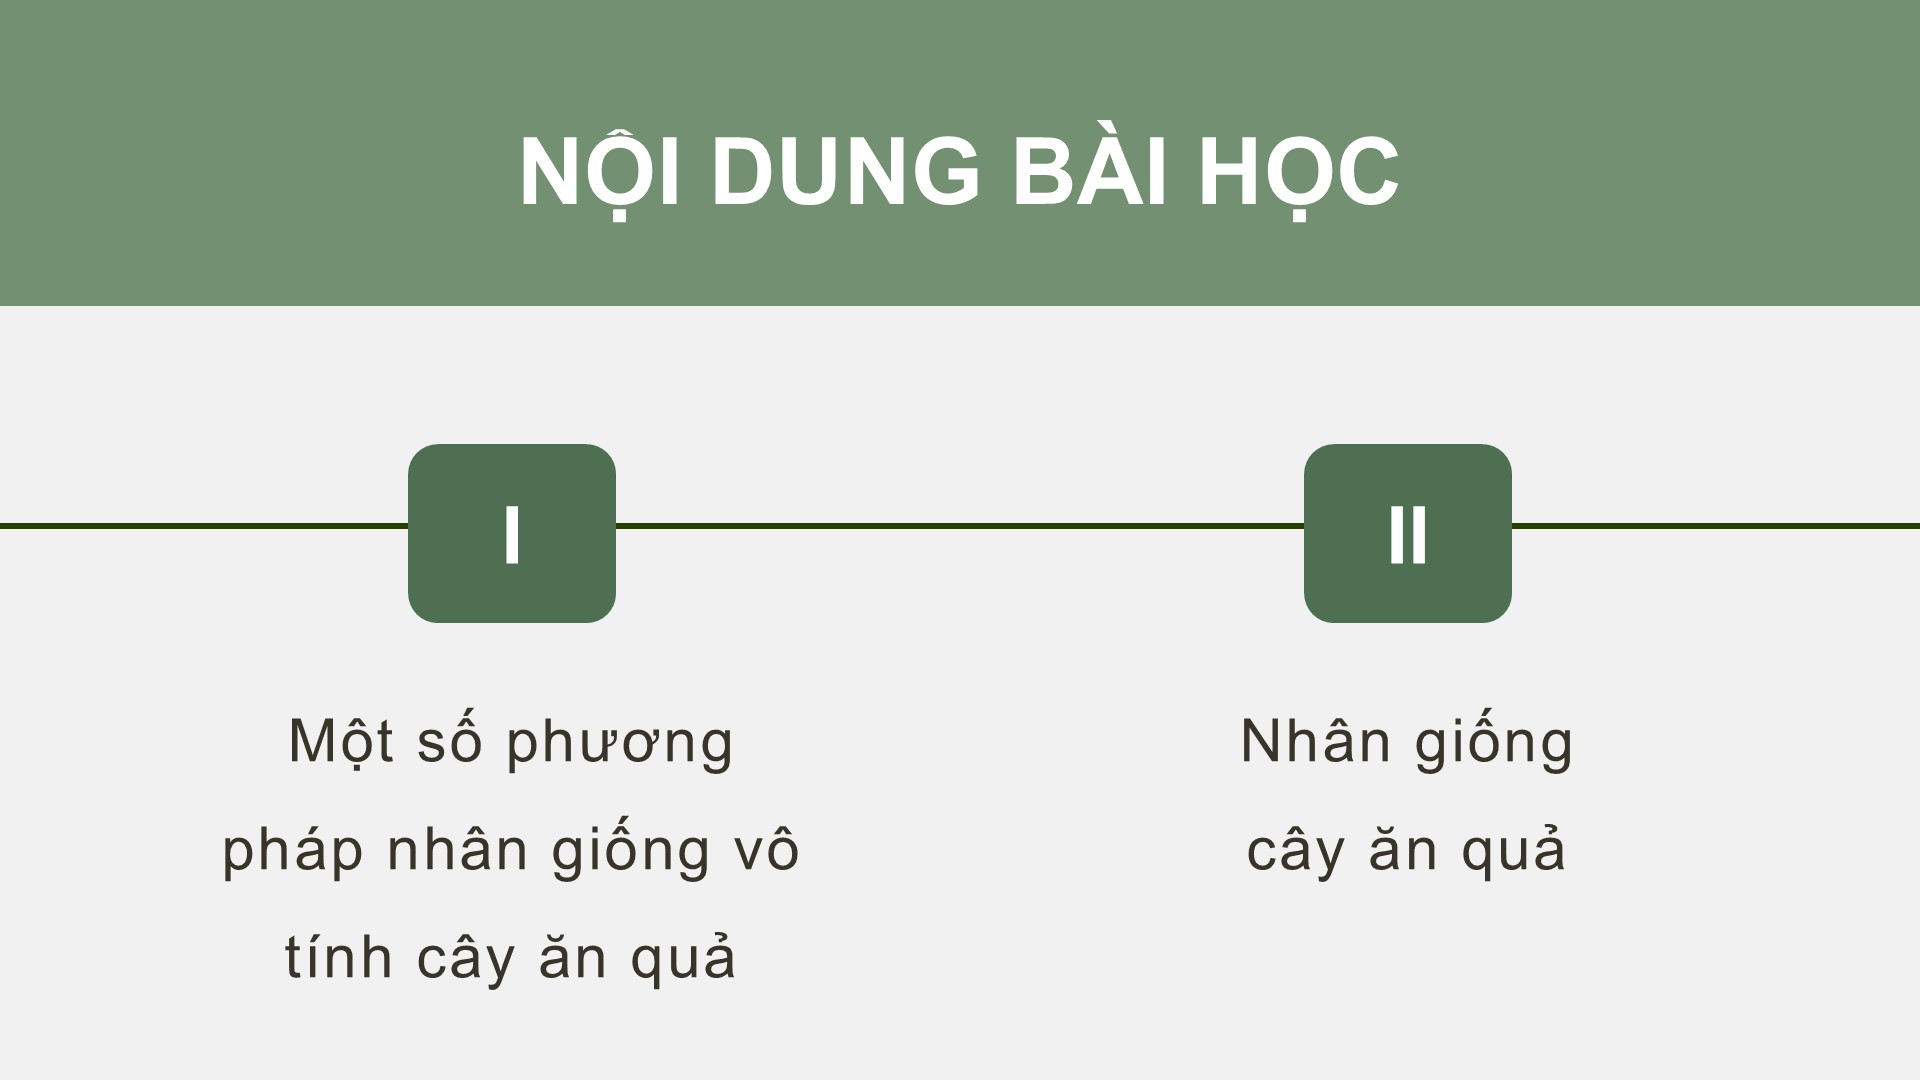 NỘI DUNG BÀI HỌC
I
Một số phương
pháp nhân giống vô
tính cây ăn quả
II
Nhân giống
cây ăn quả